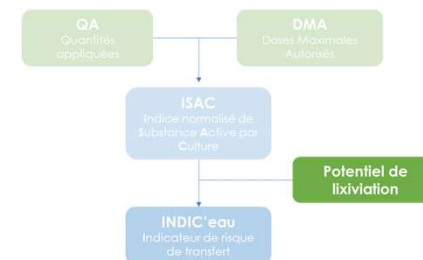 QA
Quantités
appliquées
DMA
Doses Maximales
Autorisés
ISAC
Indice normalisé de
Substance Active par
Culture
Potentiel de
lixiviation
INDIC'eau
Indicateur de risque
de transfert